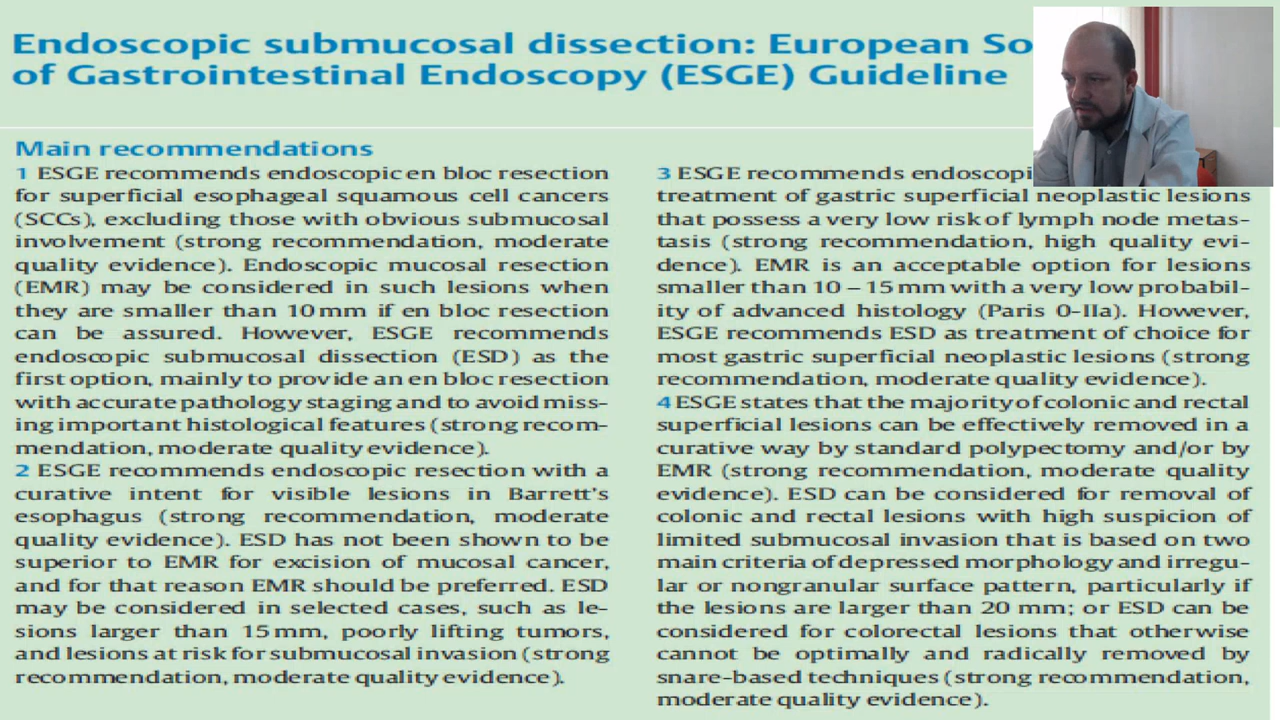 Endoscopic submucosal dissection: European So
of Gastrointestinal Endoscopy (ESGE) Guideline
Main recommendations
1 ESGE recommends endoscopic en bloc resection
for superficial esophageal squamous cell cancers
(SCCs), excluding those with obvious submucosal
involvement (strong recommendation, moderate
quality evidence). Endoscopic mucosal resection
(EMR) may be considered in such lesions when
they are smaller than 10 mm if en bloc resection
can be assured. However, ESGE recommends
endoscopic submucosal dissection (ESD) as the
first option, mainly to provide an en bloc resection
with accurate pathology staging and to avoid miss-
ing important histological features (strong recom-
mendation, moderate quality evidence).
2 ESGE recommends endoscopic resection with a
curative intent for visible lesions in Barrett's
esophagus (strong recommendation, moderate
quality evidence). ESD has not been shown to be
superior to EMR for excision of mucosal cancer,
and for that reason EMR should be preferred. ESD
may be considered in selected cases, such as le-
sions larger than 15 mm, poorly lifting tumors,
and lesions at risk for submucosal invasion (strong
recommendation, moderate quality evidence).
3 ESGE recommends endoscopi
treatment of gastric superficial neoplastic lesions
that possess a very low risk of lymph node metas-
tasis (strong recommendation, high quality evi-
dence). EMR is an acceptable option for lesions
smaller than 10 – 15 mm with a very low probabil-
ity of advanced histology (Paris 0-IIa). However,
ESGE recommends ESD as treatment of choice for
most gastric superficial neoplastic lesions (strong
recommendation, moderate quality evidence).
4 ESGE states that the majority of colonic and rectal
superficial lesions can be effectively removed in a
curative way by standard polypectomy and/or by
EMR (strong recommendation, moderate quality
evidence). ESD can be considered for removal of
colonic and rectal lesions with high suspicion of
limited submucosal invasion that is based on two
main criteria of depressed morphology and irregu-
lar or nongranular surface pattern, particularly if
the lesions are larger than 20 mm; or ESD can be
considered for colorectal lesions that otherwise
cannot be optimally and radically removed by
snare-based techniques (strong recommendation,
moderate quality evidence).